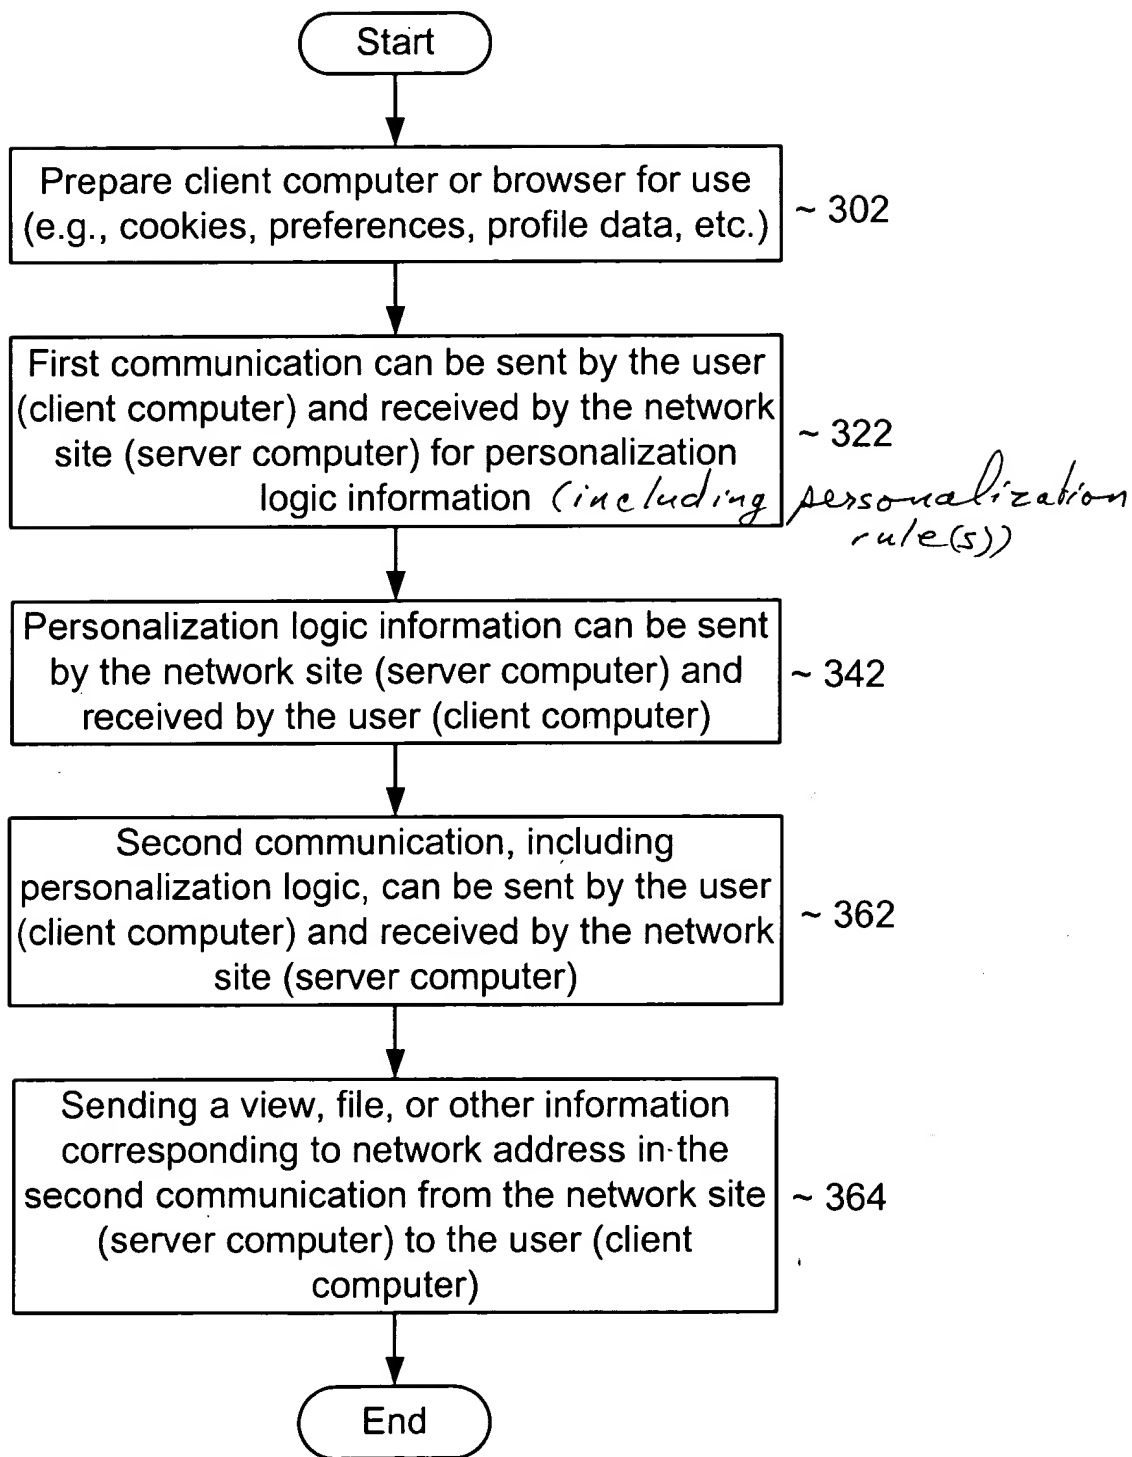 Start
Prepare client computer or browser for use
(e.g., cookies, preferences, profile data, etc.)
~ 302
First communication can be sent by the user
(client computer) and received by the network
site (server computer) for personalization
~ 322
logic information (including personalization
rule(s))
Personalization logic information can be sent
by the network site (server computer) and
received by the user (client computer)
~ 342
Second communication, including
personalization logic, can be sent by the user
(client computer) and received by the network
site (server computer)
~ 362
Sending a view, file, or other information
corresponding to network address in the
second communication from the network site
(server computer) to the user (client
computer)
~ 364
End